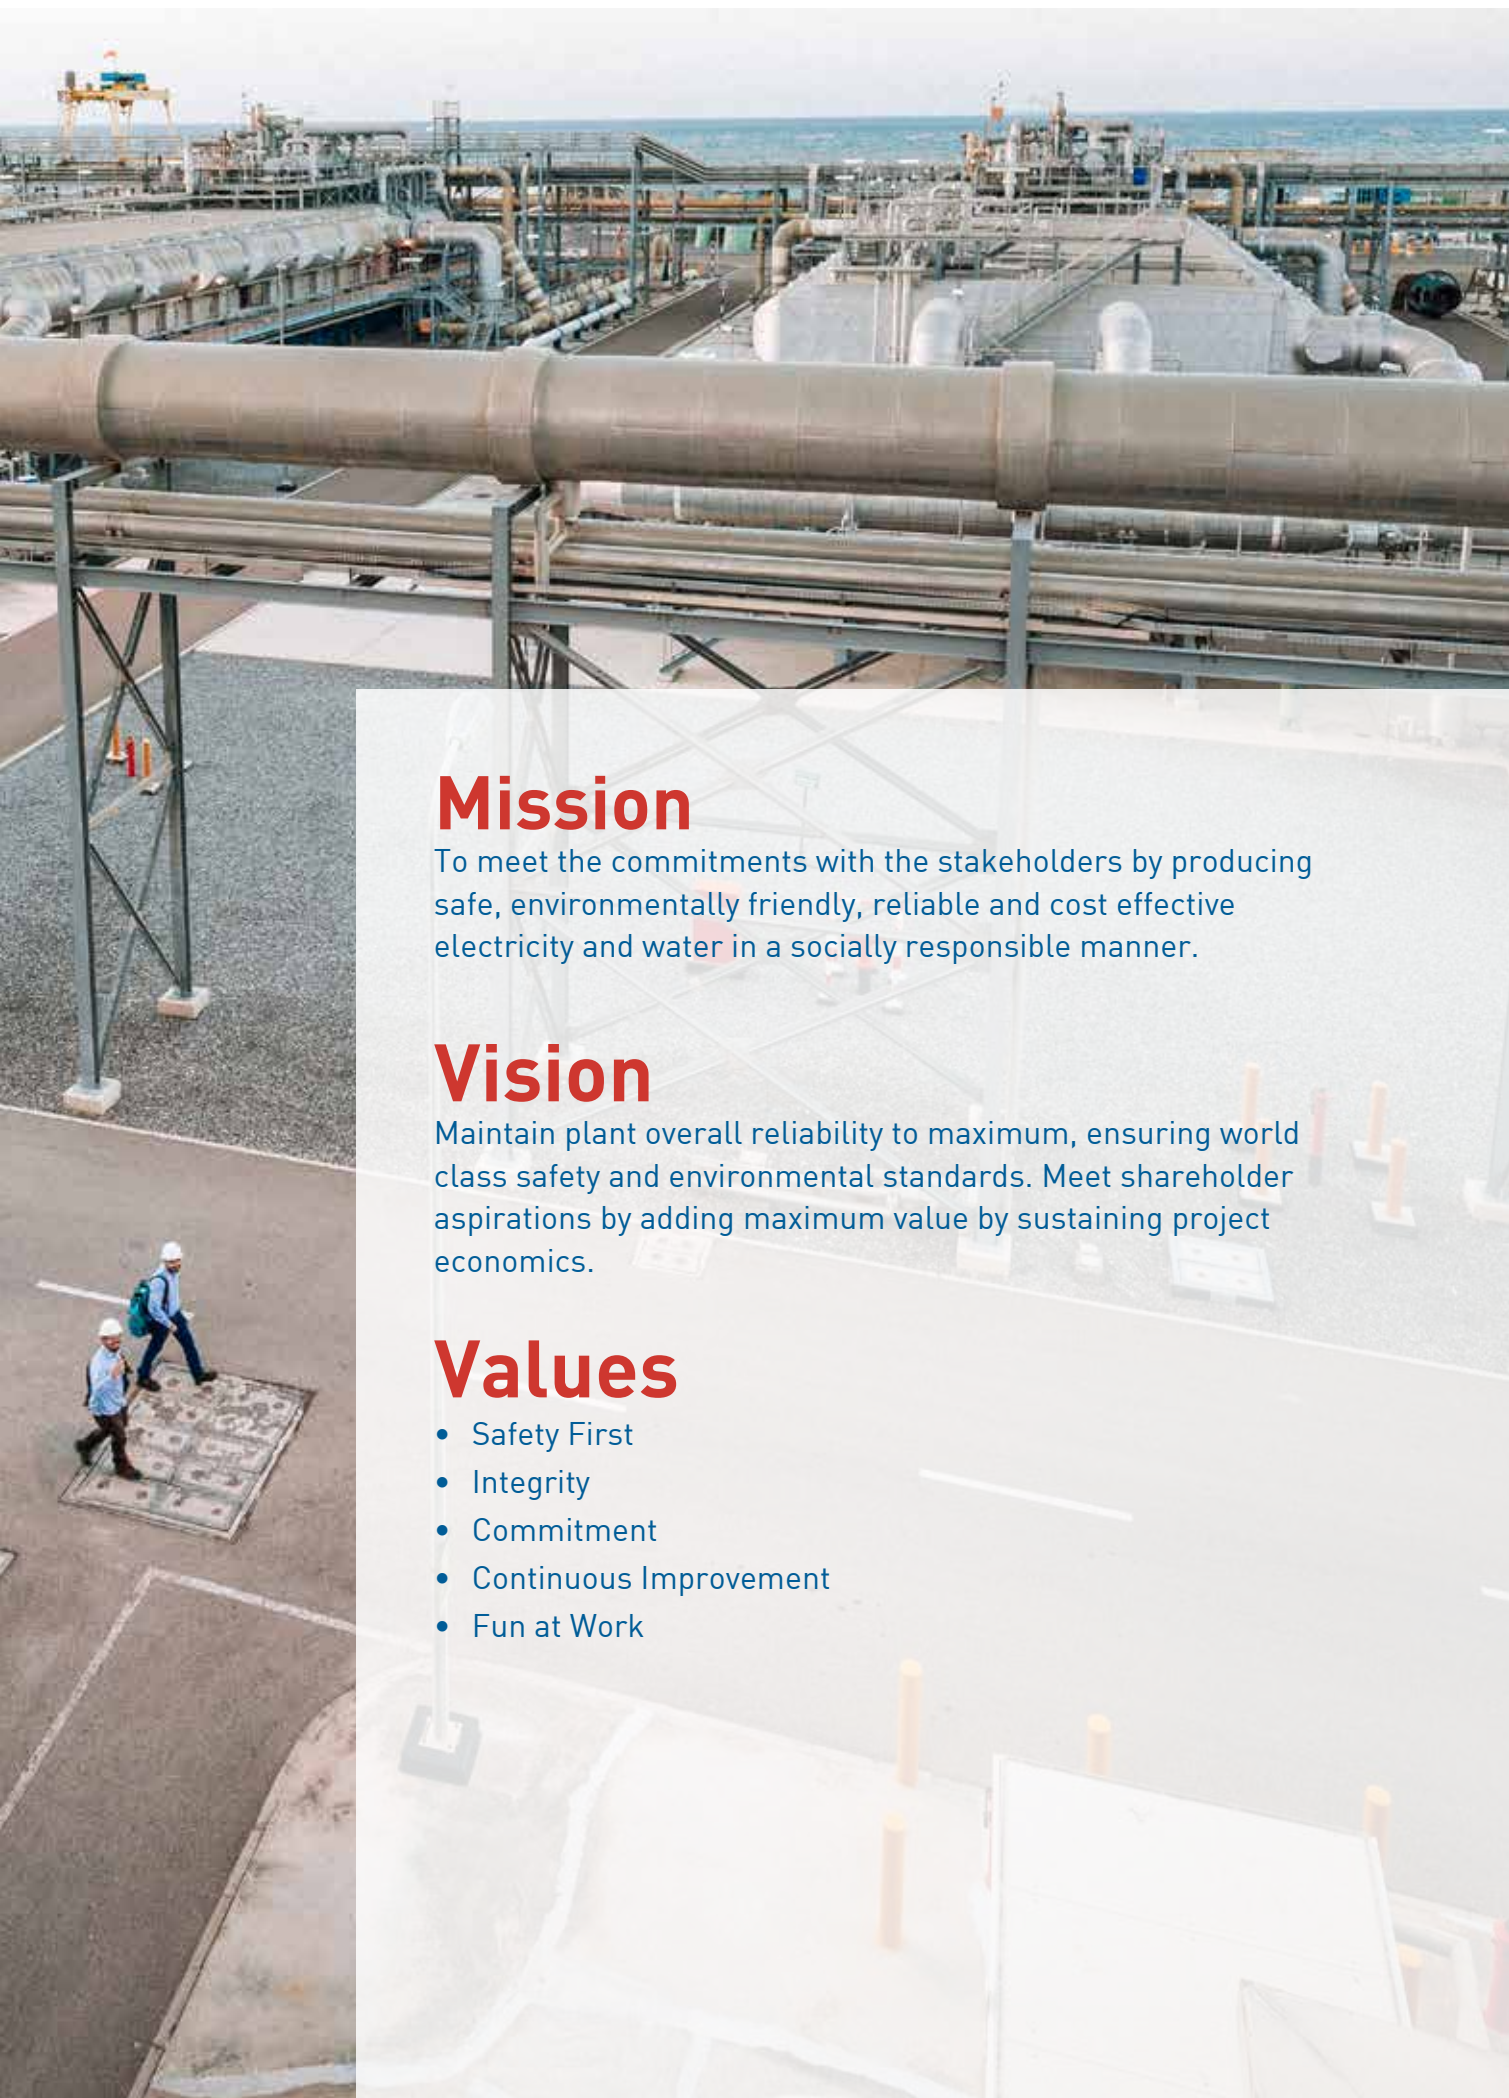 Mission
To meet the commitments with the stakeholders by producing
safe, environmentally friendly, reliable and cost effective
electricity and water in a socially responsible manner.
Vision
Maintain plant overall reliability to maximum, ensuring world
class safety and environmental standards. Meet shareholder
aspirations by adding maximum value by sustaining project
economics.
Values
• Safety First
• Integrity
• Commitment
• Continuous Improvement
• Fun at Work